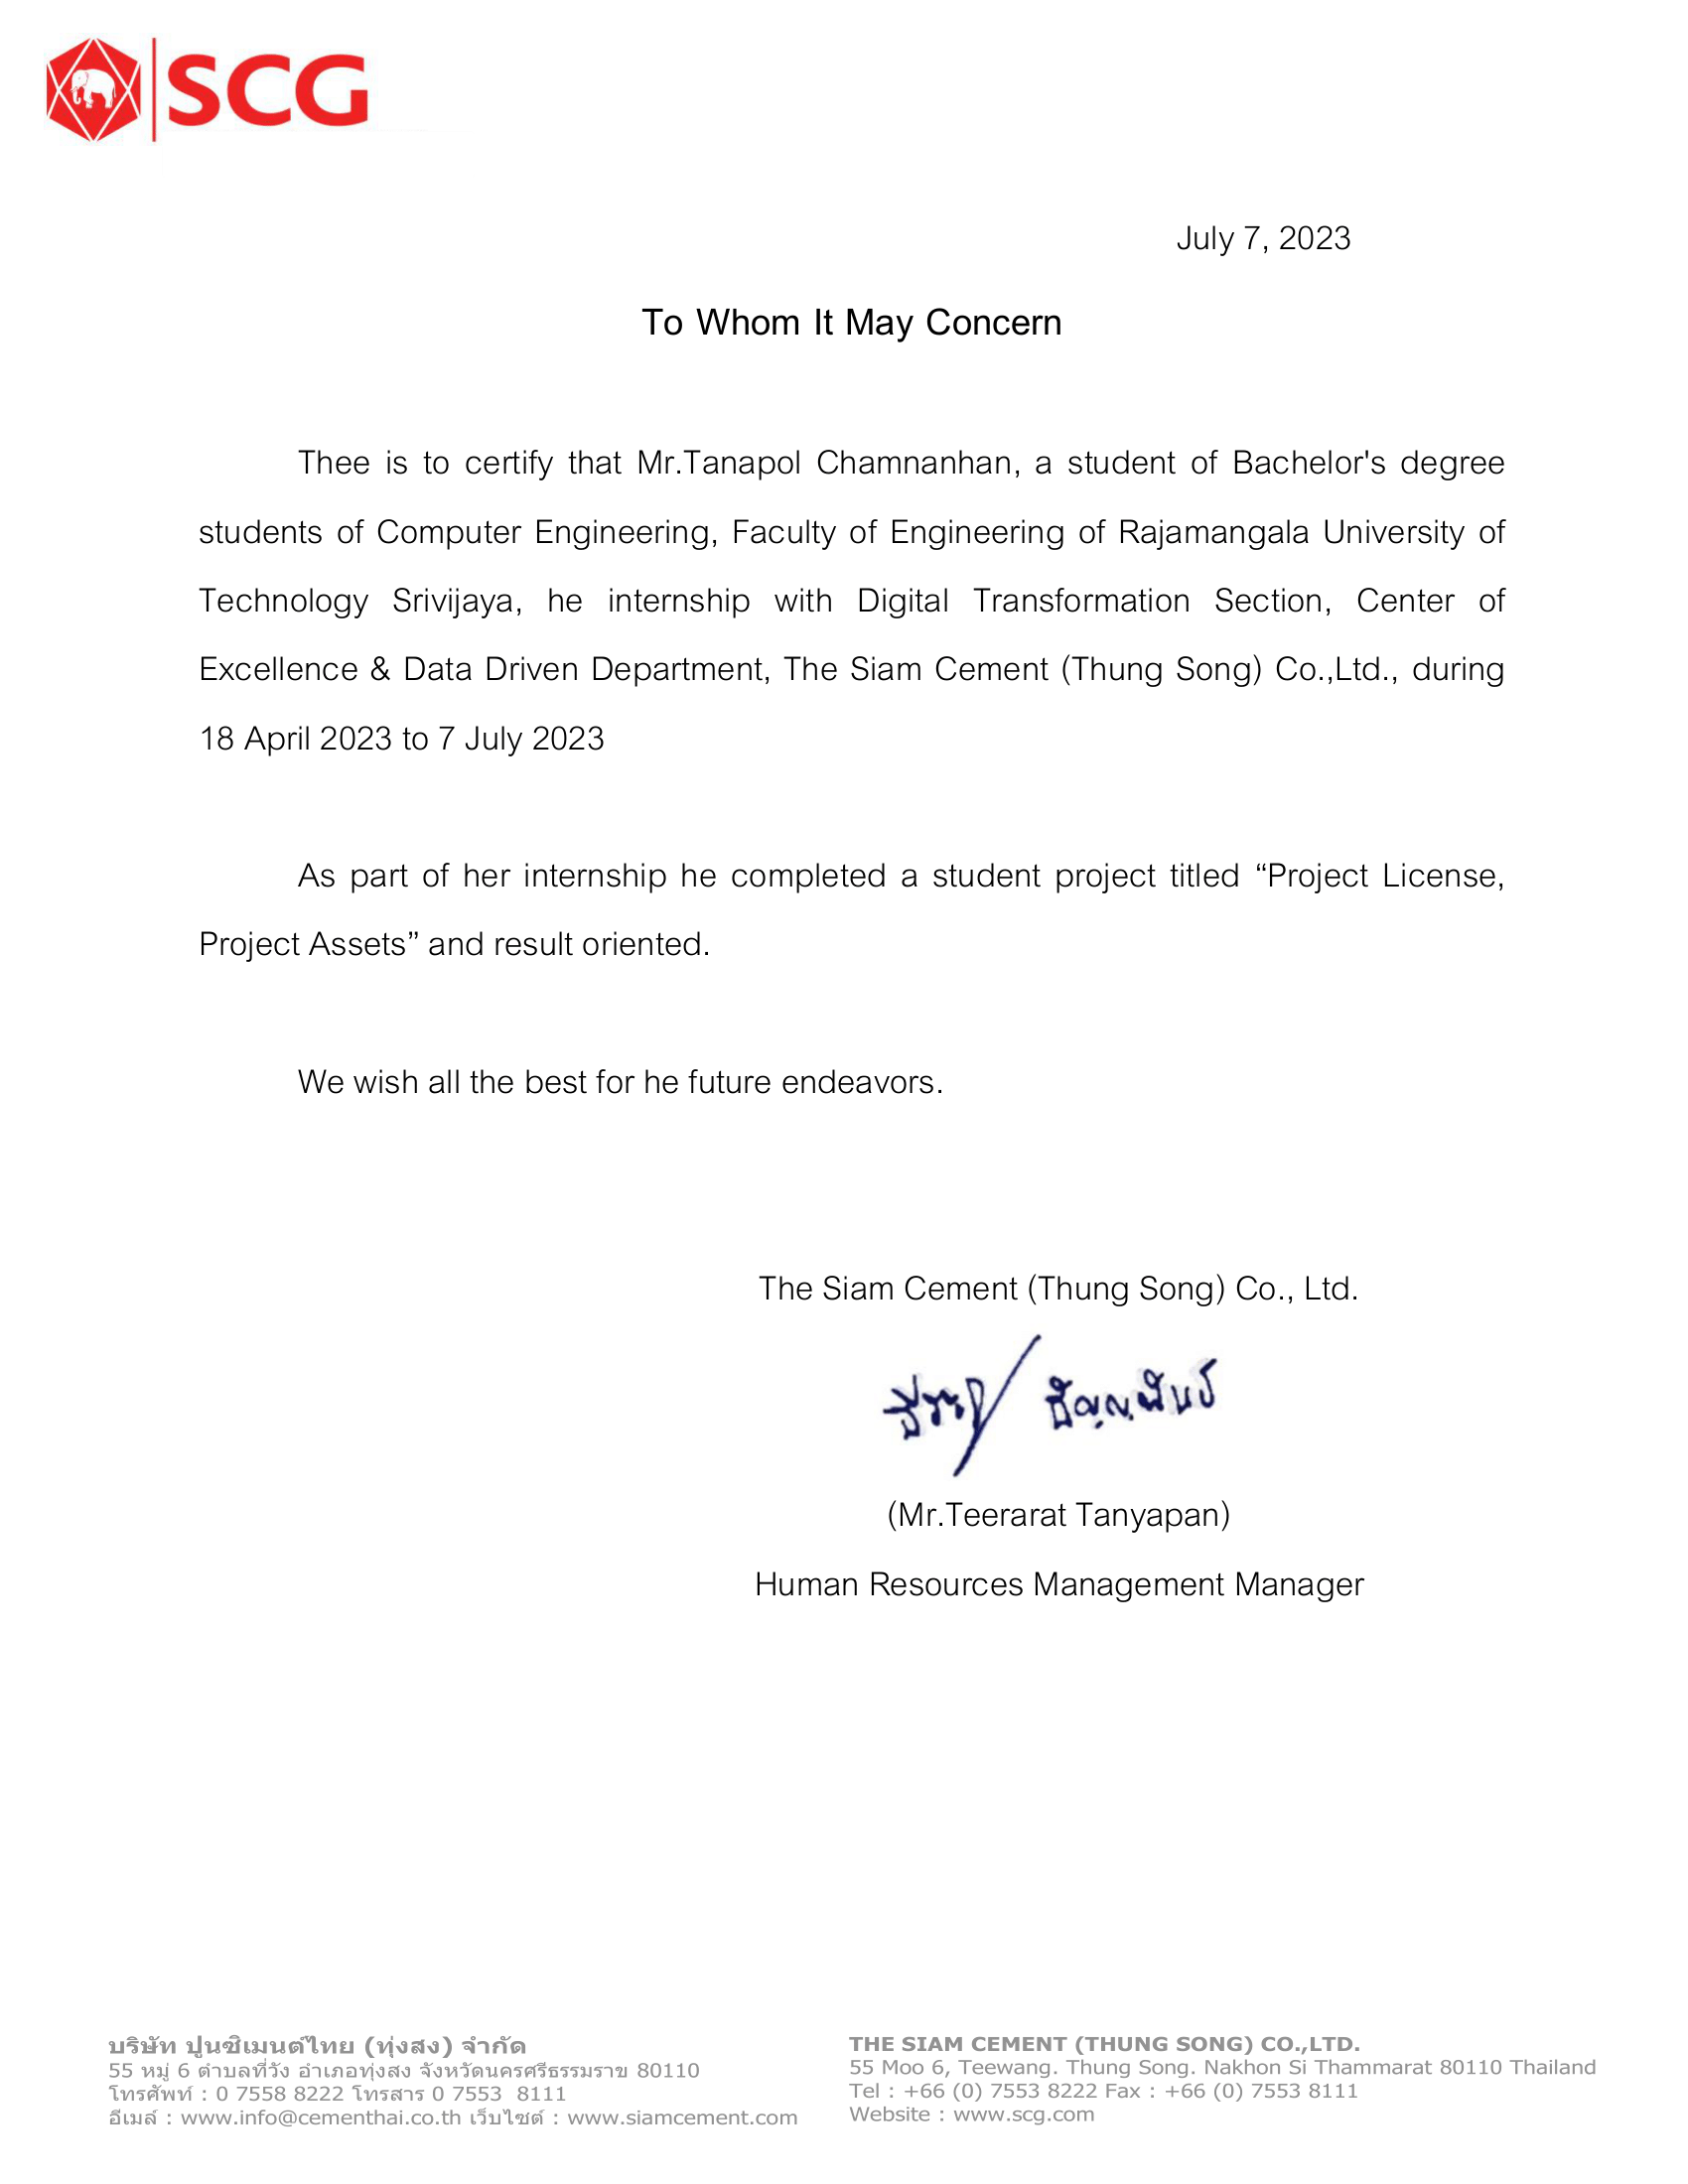 SCG
July 7, 2023
To Whom It May Concern
Thee is to certify that Mr.Tanapol Chamnanhan, a student of Bachelor's degree
students of Computer Engineering, Faculty of Engineering of Rajamangala University of
Technology Srivijaya, he internship with Digital Transformation Section, Center of
Excellence & Data Driven Department, The Siam Cement (Thung Song) Co.,Ltd., during
18 April 2023 to 7 July 2023
As part of her internship he completed a student project titled “Project License,
Project Assets” and result oriented.
We wish all the best for he future endeavors.
The Siam Cement (Thung Song) Co., Ltd.
(Mr.Teerarat Tanyapan)
Human Resources Management Manager
บริษัท ปูนซิเมนต์ไทย (ทุ่งสง) จำกัด
55 หมู่ 6 ตำบลที่วัง อำเภอทุ่งสง จังหวัดนครศรีธรรมราช 80110
โทรศัพท์ : 0 7558 8222 โทรสาร 0 7553 8111
อีเมล์ : www.info@cementhai.co.th เว็บไซต์ : www.siamcement.com
THE SIAM CEMENT (THUNG SONG) CO.,LTD.
55 Moo 6, Teewang. Thung Song. Nakhon Si Thammarat 80110 Thailand
Tel : +66 (0) 7553 8222 Fax : +66 (0) 7553 8111
Website : www.scg.com